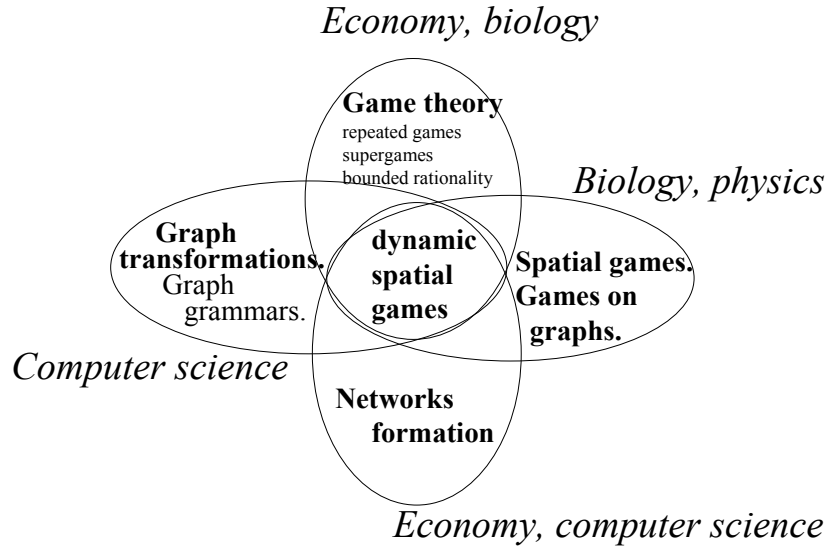 Economy, biology
Game theory
repeated games
supergames
bounded rationality
Biology, physics
Graph
transformations.
Graph
grammars.
dynamic
spatial
games
Spatial games.
Games on
graphs.
Computer science
Networks
formation
Economy, computer science